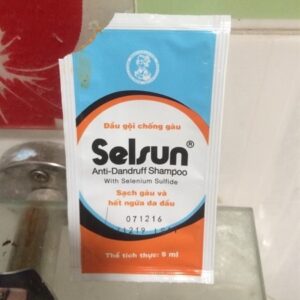 Dầu gội chống gàu
Selsun®
Anti-Dandruff Shampoo
With Selenium Sulfide
Sạch gàu và
hết ngứa da đầu
071216
Thể tích thực: 5 ml